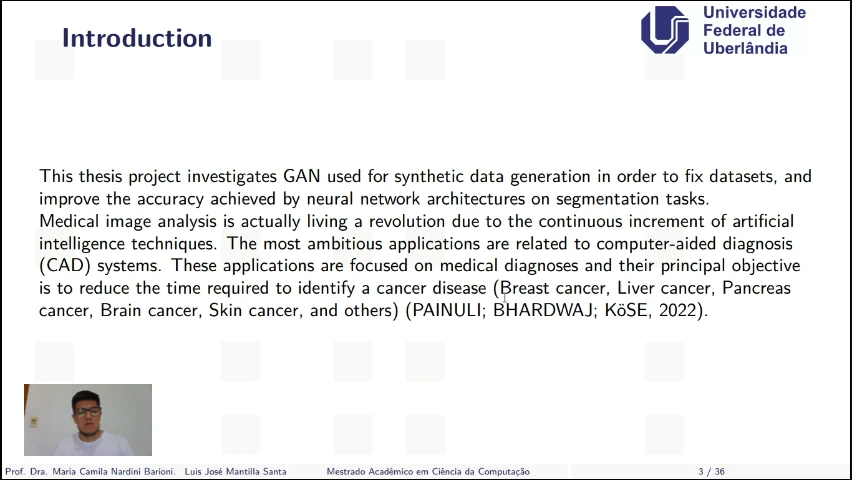 Introduction
Universidade
Federal de
Uberlândia
This thesis project investigates GAN used for synthetic data generation in order to fix datasets, and
improve the accuracy achieved by neural network architectures on segmentation tasks.
Medical image analysis is actually living a revolution due to the continuous increment of artificial
intelligence techniques. The most ambitious applications are related to computer-aided diagnosis
(CAD) systems. These applications are focused on medical diagnoses and their principal objective
is to reduce the time required to identify a cancer disease (Breast cancer, Liver cancer, Pancreas
cancer, Brain cancer, Skin cancer, and others) (PAINULI; BHARDWAJ; KöSE, 2022).
Prof. Dra. Maria Camila Nardini Barioni. Luis José Mantilla Santa
Mestrado Acadêmico em Ciência da Computação
3 / 36